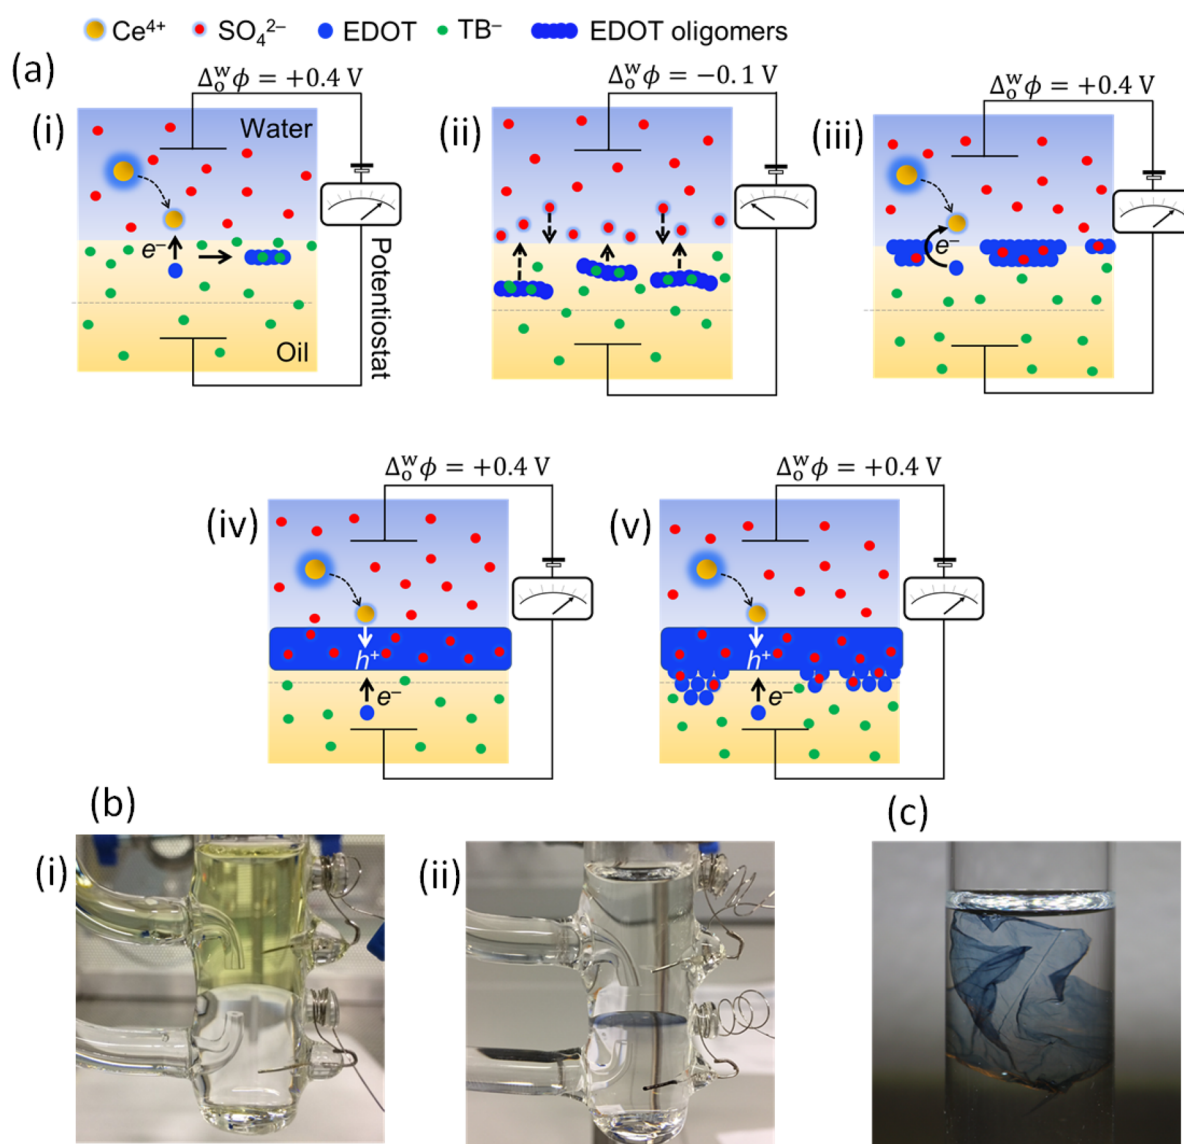 Ce⁴⁺ SO₄²⁻ EDOT TB⁻ EDOT oligomers
(a)
Δₒʷϕ = +0.4 V
(i)
Water
e⁻
Oil
Potentiostat
Δₒʷϕ = −0.1 V
(ii)
Δₒʷϕ = +0.4 V
(iii)
e⁻
Δₒʷϕ = +0.4 V
(iv)
h⁺
e⁻
Δₒʷϕ = +0.4 V
(v)
h⁺
e⁻
(b)
(i)
(ii)
(c)